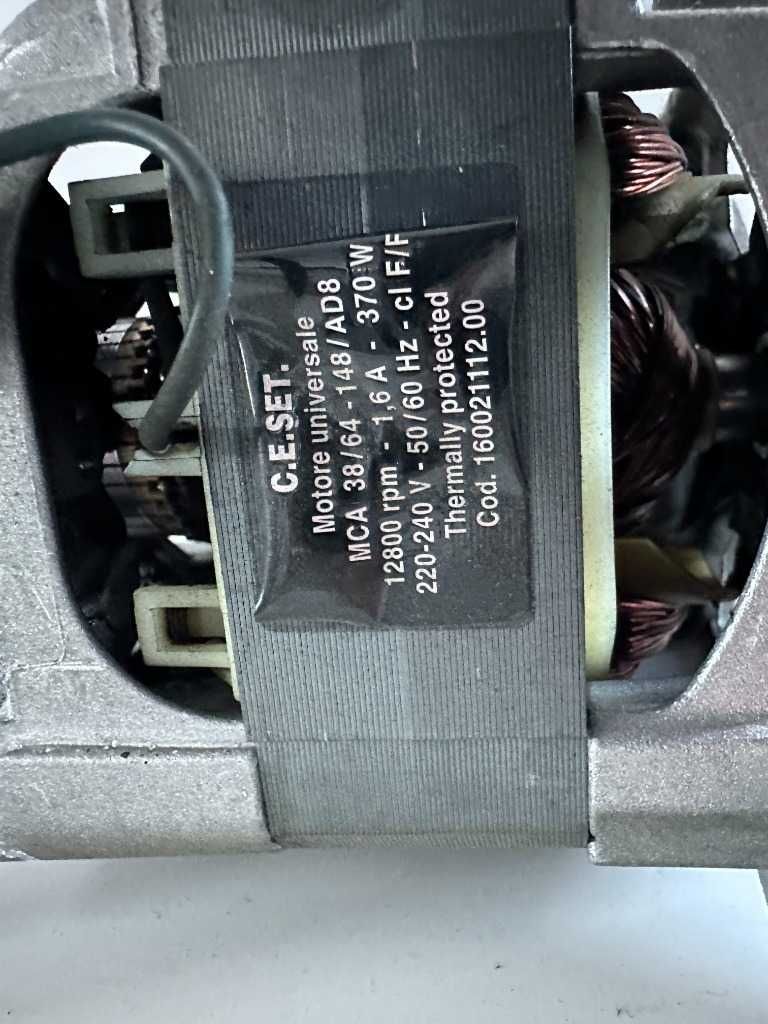 C.E.SET.
Motore universale
MCA 38/64-148/AD8
12800 rpm - 1,6 A - 370 W
220-240 V - 50/60 Hz - cl F/F
Thermally protected
Cod. 160021112.00